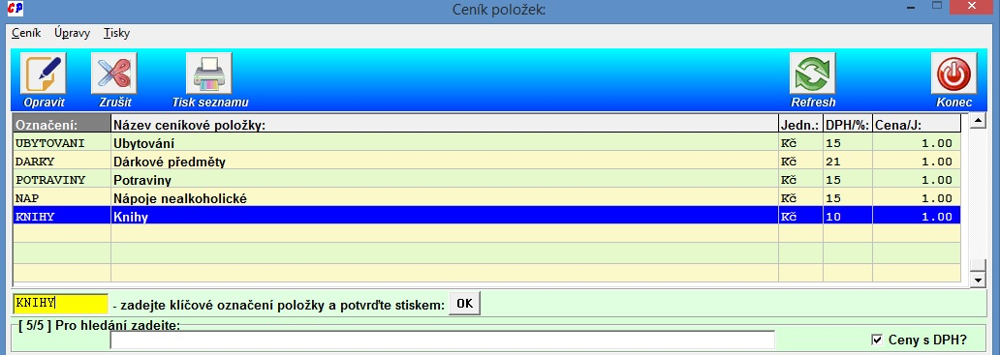 CP Ceník položek:
Ceník Úpravy Tisky
Opravit Zrušit Tisk seznamu Refresh Konec
Označení: Název ceníkové položky: Jedn.: DPH/%: Cena/J:
UBYTOVANI Ubytování Kč 15 1.00
DARKY Dárkové předměty Kč 21 1.00
POTRAVINY Potraviny Kč 15 1.00
NAP Nápoje nealkoholické Kč 15 1.00
KNIHY Knihy Kč 10 1.00
KNIHY - zadejte klíčové označení položky a potvrďte stiskem: OK
[ 5/5 ] Pro hledání zadejte:
Ceny s DPH?